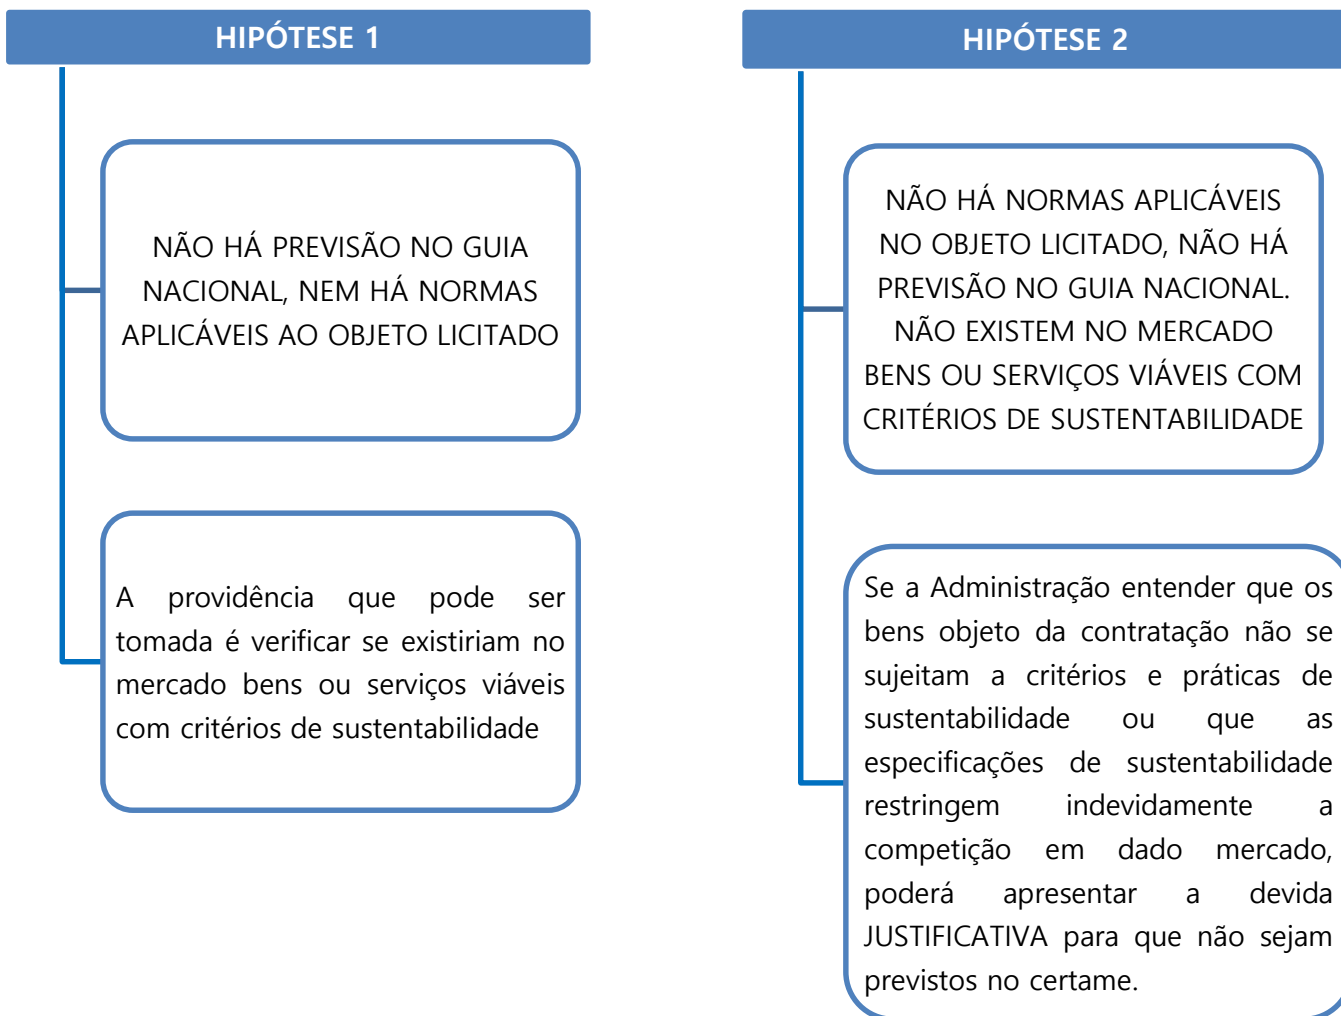 HIPÓTESE 1
NÃO HÁ PREVISÃO NO GUIA
NACIONAL, NEM HÁ NORMAS
APLICÁVEIS AO OBJETO LICITADO
A providência que pode ser
tomada é verificar se existiriam no
mercado bens ou serviços viáveis
com critérios de sustentabilidade
HIPÓTESE 2
NÃO HÁ NORMAS APLICÁVEIS
NO OBJETO LICITADO, NÃO HÁ
PREVISÃO NO GUIA NACIONAL.
NÃO EXISTEM NO MERCADO
BENS OU SERVIÇOS VIÁVEIS COM
CRITÉRIOS DE SUSTENTABILIDADE
Se a Administração entender que os
bens objeto da contratação não se
sujeitam a critérios e práticas de
sustentabilidade ou que as
especificações de sustentabilidade
restringem indevidamente a
competição em dado mercado,
poderá apresentar a devida
JUSTIFICATIVA para que não sejam
previstos no certame.